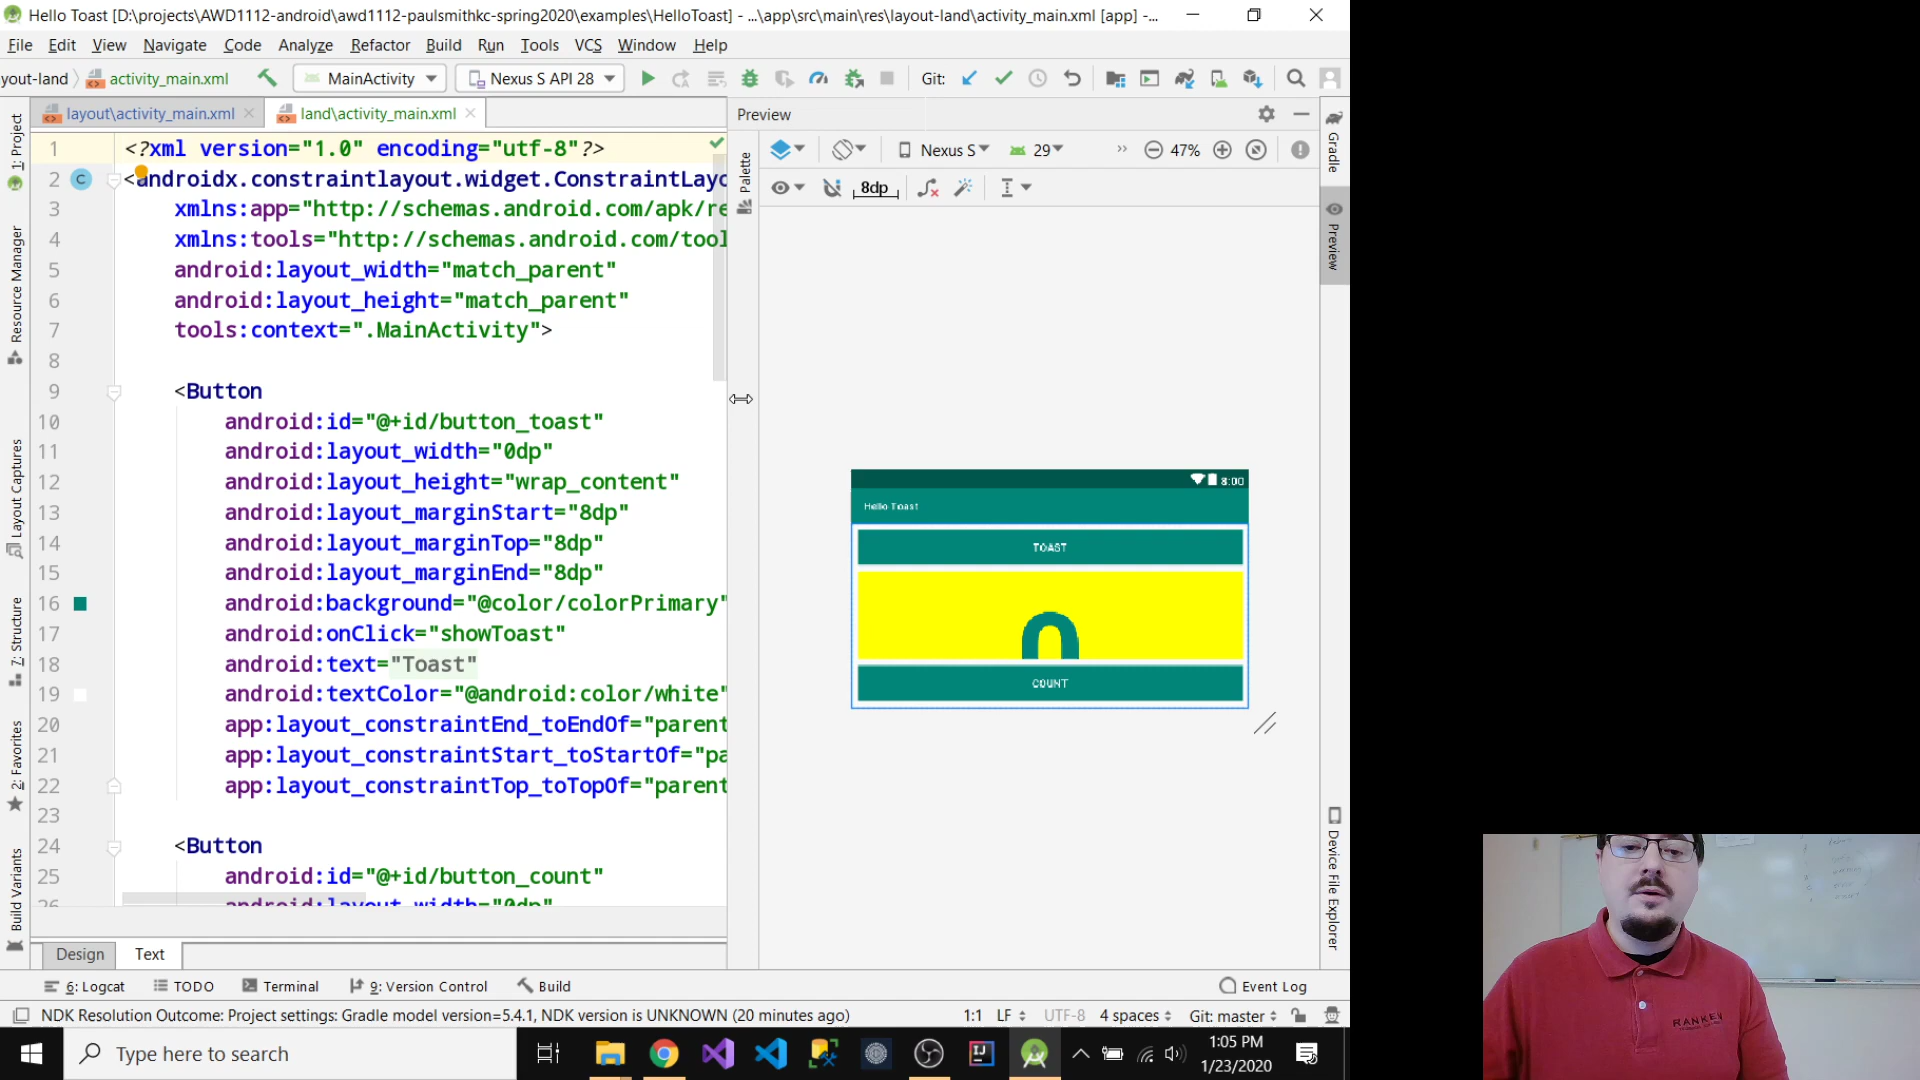 Hello Toast [D:\projects\AWD1112-android\awd1112-paulsmithkc-spring2020\examples\HelloToast] - ...\app\src\main\res\layout-land\activity_main.xml [app] -...
File Edit View Navigate Code Analyze Refactor Build Run Tools VCS Window Help
yout-land activity_main.xml MainActivity Nexus S API 28 Git:
layout\activity_main.xml land\activity_main.xml Preview
1: Project
Resource Manager
Layout Captures
7: Structure
2: Favorites
Build Variants
1 <?xml version="1.0" encoding="utf-8"?>
2 <androidx.constraintlayout.widget.ConstraintLayo
3 xmlns:app="http://schemas.android.com/apk/re
4 xmlns:tools="http://schemas.android.com/tool
5 android:layout_width="match_parent"
6 android:layout_height="match_parent"
7 tools:context=".MainActivity">
8
9 <Button
10 android:id="@+id/button_toast"
11 android:layout_width="0dp"
12 android:layout_height="wrap_content"
13 android:layout_marginStart="8dp"
14 android:layout_marginTop="8dp"
15 android:layout_marginEnd="8dp"
16 android:background="@color/colorPrimary"
17 android:onClick="showToast"
18 android:text="Toast"
19 android:textColor="@android:color/white"
20 app:layout_constraintEnd_toEndOf="parent
21 app:layout_constraintStart_toStartOf="pa
22 app:layout_constraintTop_toTopOf="parent
23
24 <Button
25 android:id="@+id/button_count"
26 android:layout_width="0dp"
Design Text
Palette
Nexus S 29 47%
8dp
8:00
Hello Toast
TOAST
0
COUNT
Gradle
Preview
Device File Explorer
6: Logcat TODO Terminal 9: Version Control Build Event Log
NDK Resolution Outcome: Project settings: Gradle model version=5.4.1, NDK version is UNKNOWN (20 minutes ago) 1:1 LF UTF-8 4 spaces Git: master
Type here to search
1:05 PM
1/23/2020
RANKEN